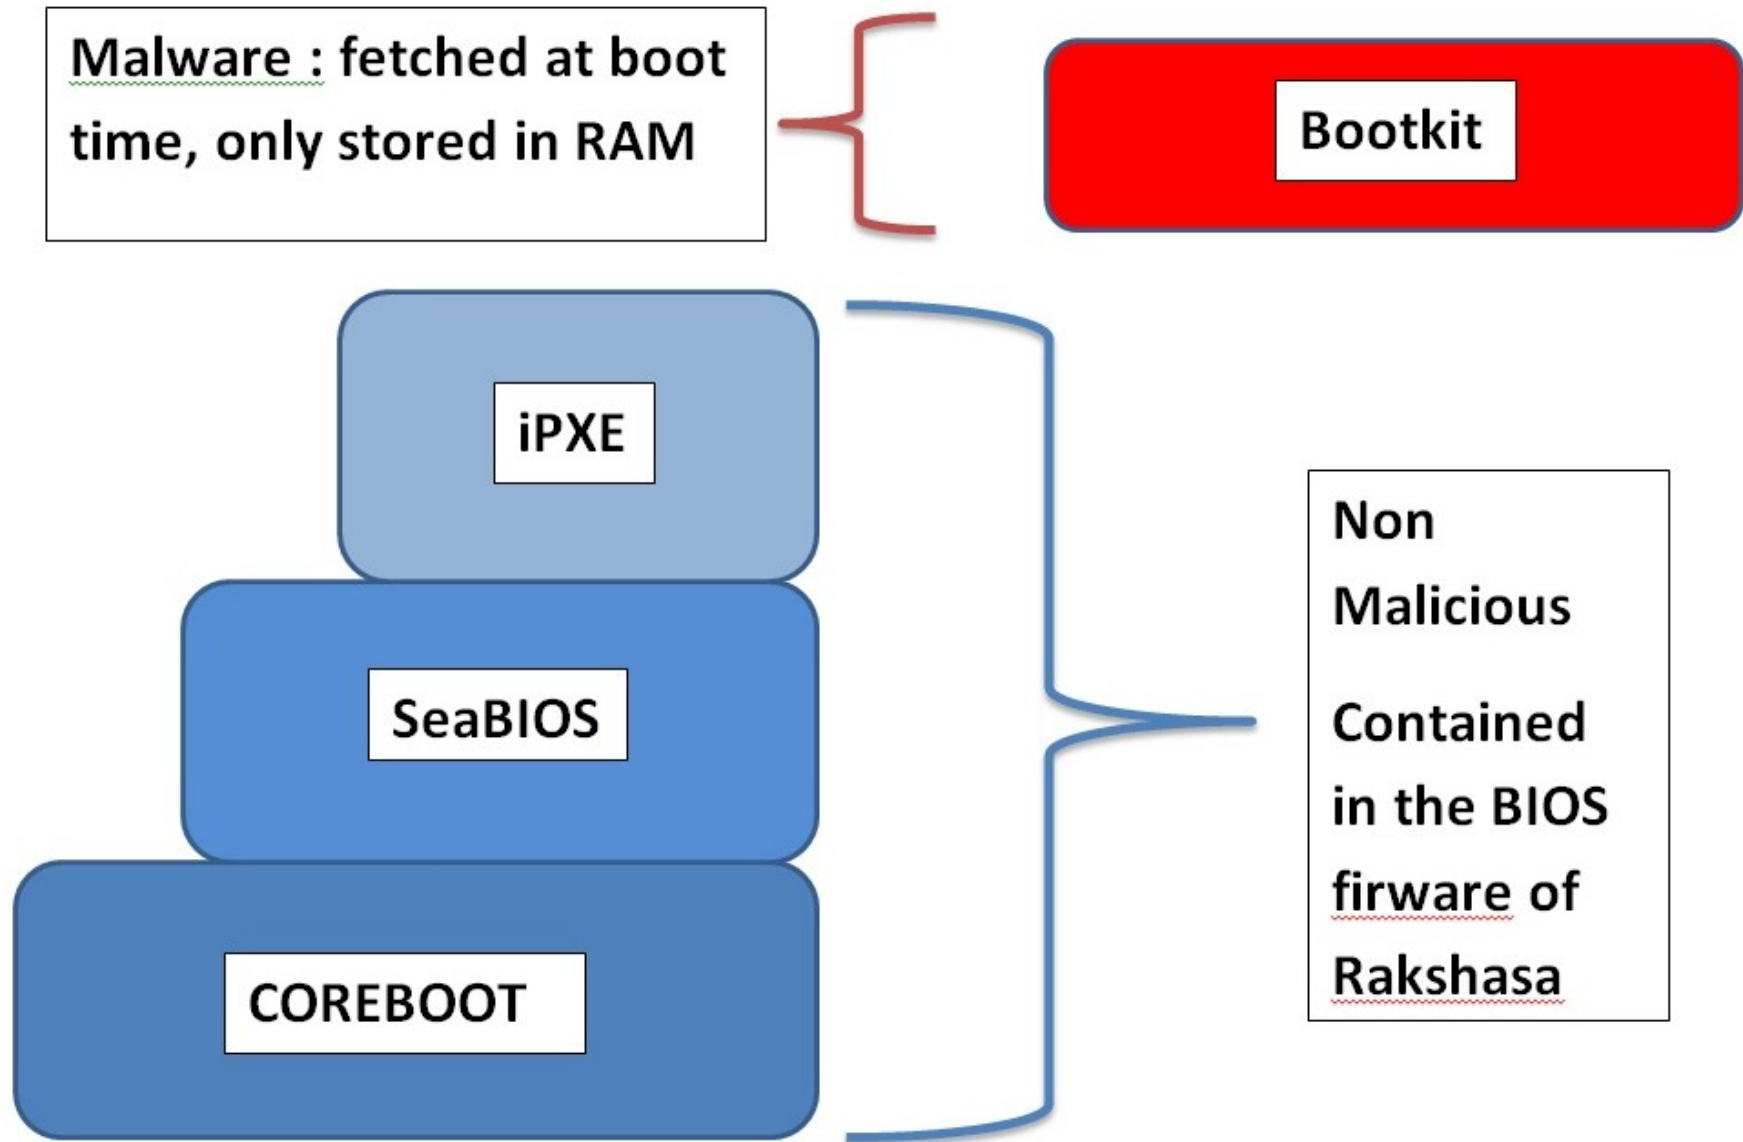 Malware : fetched at boot
time, only stored in RAM
Bootkit
iPXE
SeaBIOS
COREBOOT
Non
Malicious
Contained
in the BIOS
firware of
Rakshasa